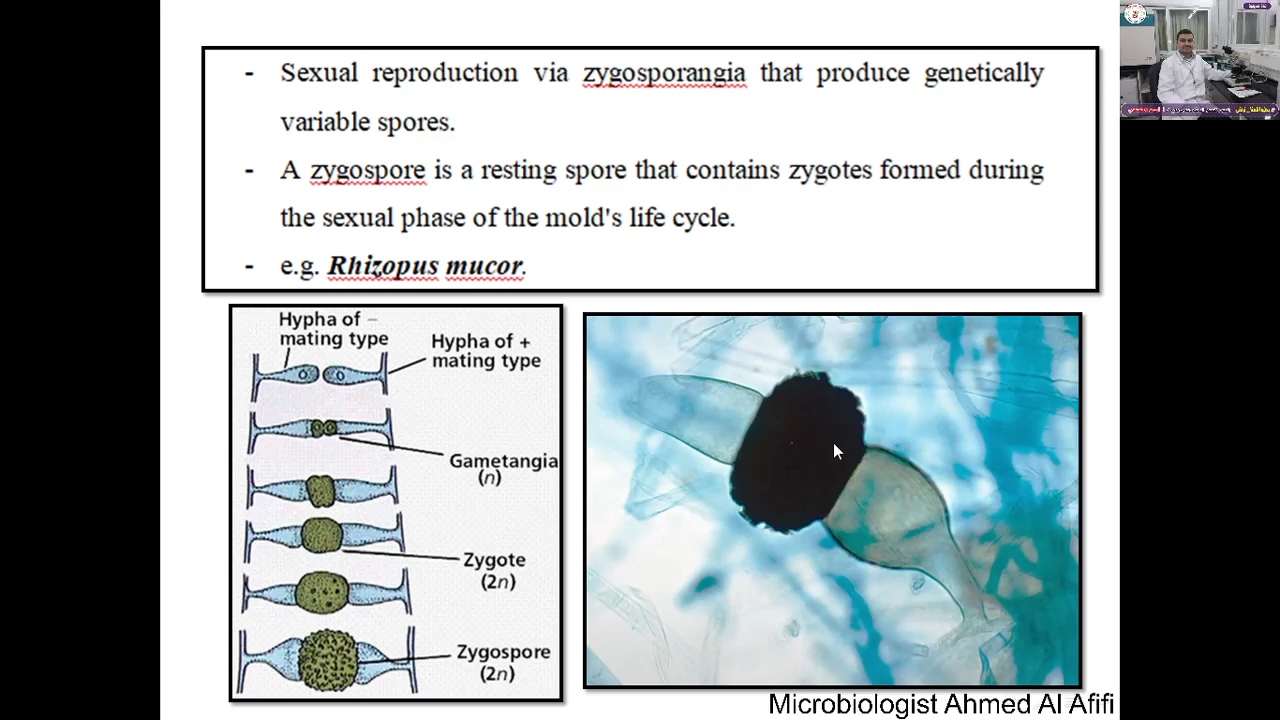 - Sexual reproduction via zygosporangia that produce genetically
variable spores.
- A zygospore is a resting spore that contains zygotes formed during
the sexual phase of the mold's life cycle.
- e.g. Rhizopus mucor.
Hypha of −
mating type
Hypha of +
mating type
Gametangia
(n)
Zygote
(2n)
Zygospore
(2n)
Microbiologist Ahmed Al Afifi